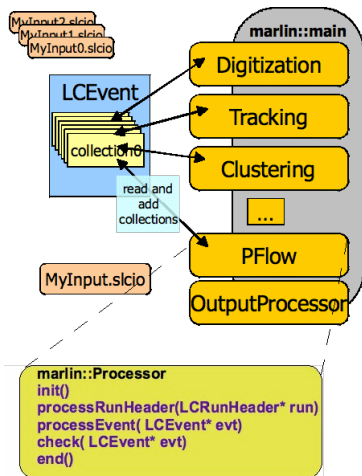 MyInput2.slcio
MyInput1.slcio
MyInput0.slcio
marlin::main
LCEvent
collection0
read and
add
collections
Digitization
Tracking
Clustering
...
PFlow
OutputProcessor
MyInput.slcio
marlin::Processor
init()
processRunHeader(LCRunHeader* run)
processEvent( LCEvent* evt)
check( LCEvent* evt)
end()